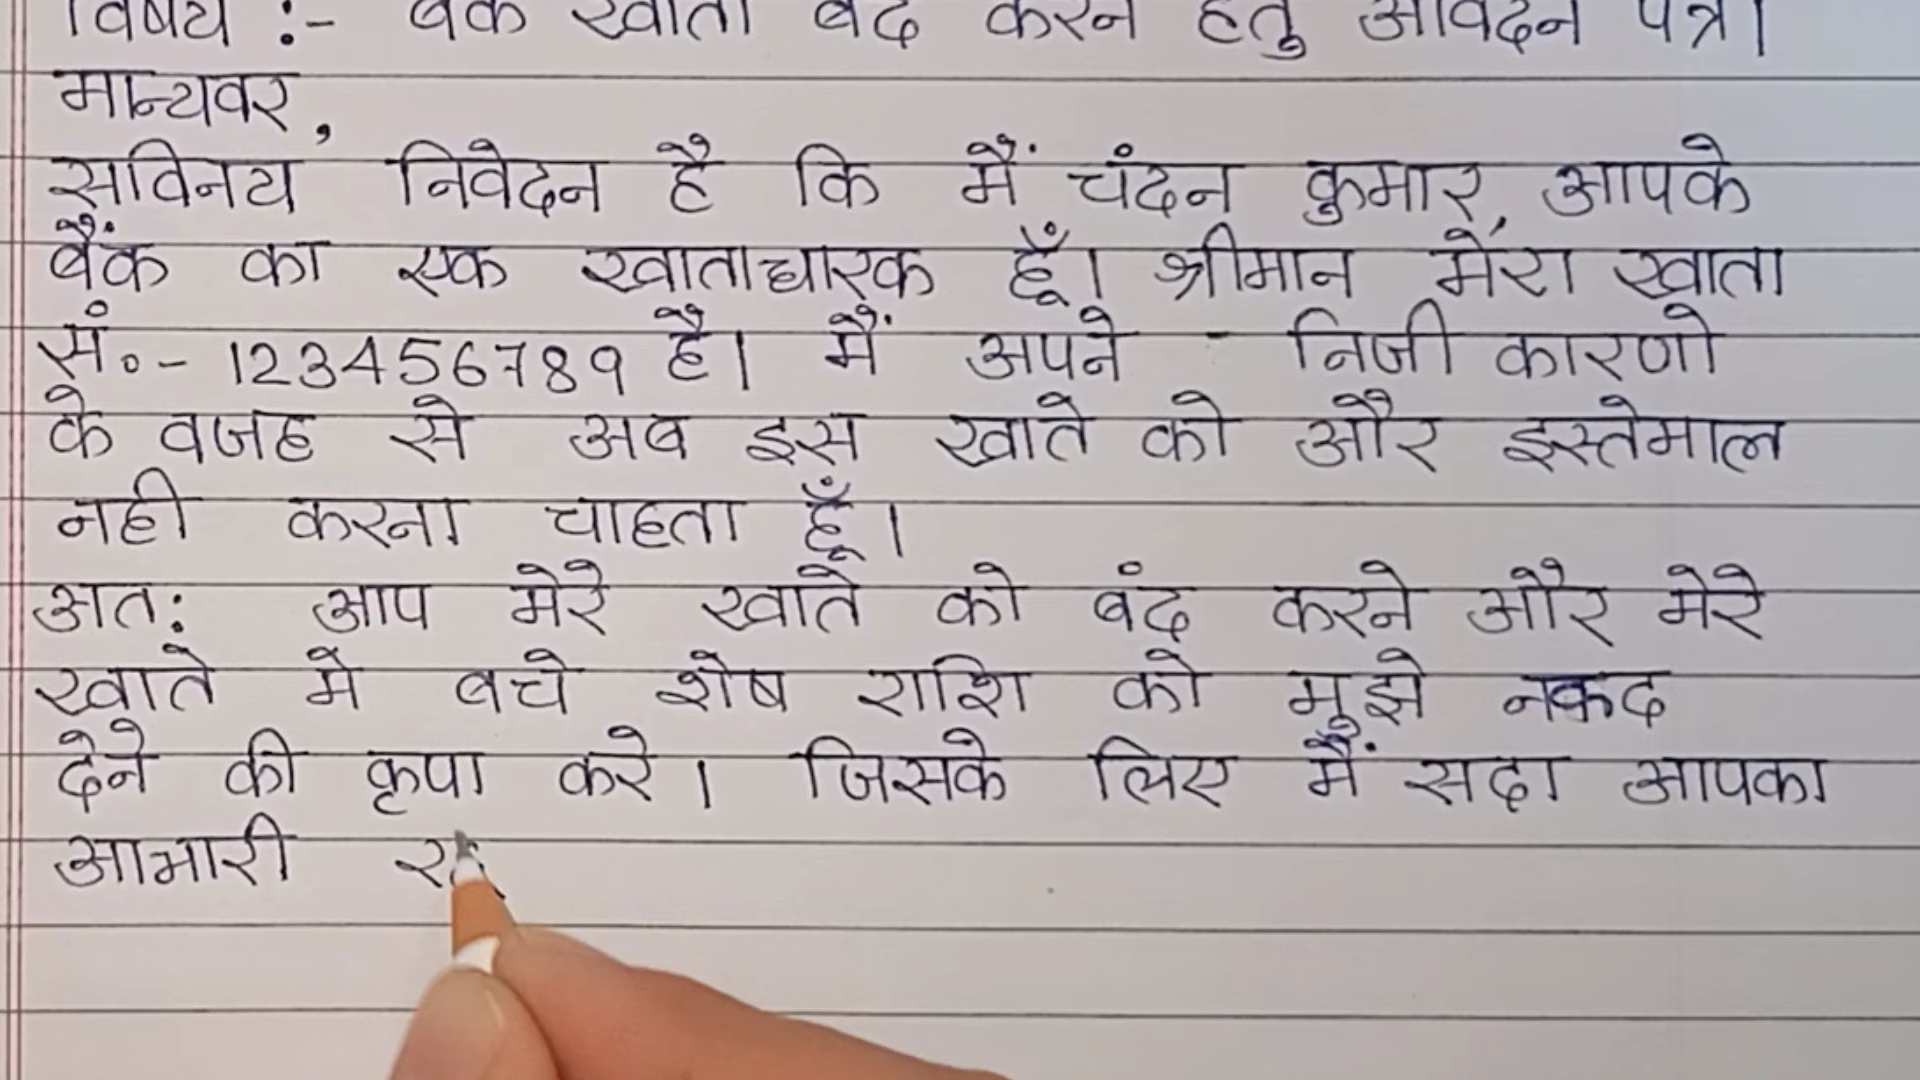 विषय :- बैंक खाता बंद करने हेतु आवेदन पत्र।
मान्यवर,
सविनय निवेदन है कि मैं चंदन कुमार, आपके
बैंक का एक खाताधारक हूँ। श्रीमान मेरा खाता
सं०- 123456789 है। मैं अपने - निजी कारणो
के वजह से अब इस खाते को और इस्तेमाल
नही करना चाहता हूँ।
अत: आप मेरे खाते को बंद करने और मेरे
खाते मे बचे शेष राशि को मुझे नकद
देने की कृपा करे। जिसके लिए मैं सदा आपका
आभारी